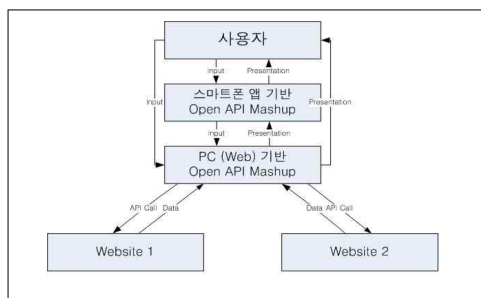 사용자
Input Presentation
Input Presentation
스마트폰 앱 기반
Open API Mashup
Input Presentation
PC (Web) 기반
Open API Mashup
API Call Data Data API Call
Website 1 Website 2